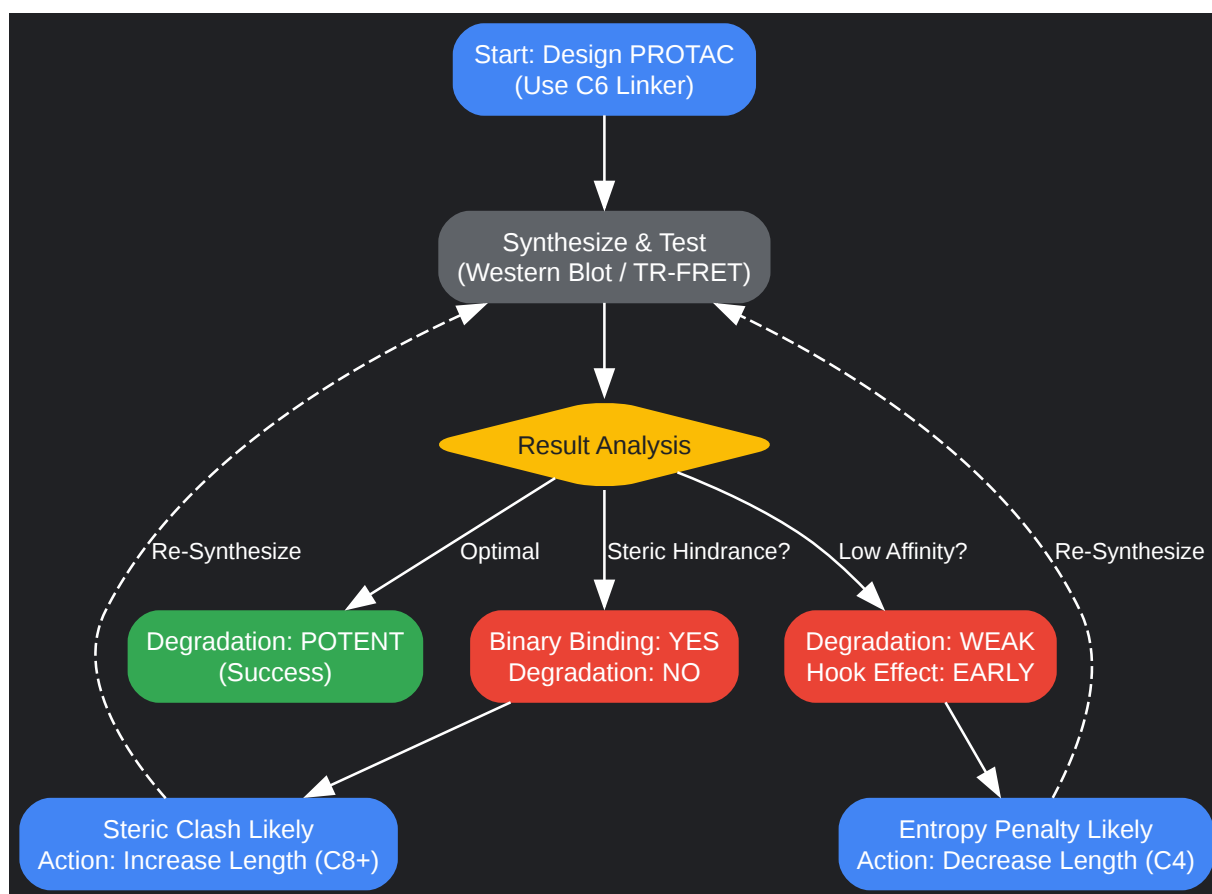 Start: Design PROTAC
(Use C6 Linker)
Synthesize & Test
(Western Blot / TR-FRET)
Result Analysis
Re-Synthesize
Optimal
Steric Hindrance?
Low Affinity?
Re-Synthesize
Degradation: POTENT
(Success)
Binary Binding: YES
Degradation: NO
Degradation: WEAK
Hook Effect: EARLY
Steric Clash Likely
Action: Increase Length (C8+)
Entropy Penalty Likely
Action: Decrease Length (C4)